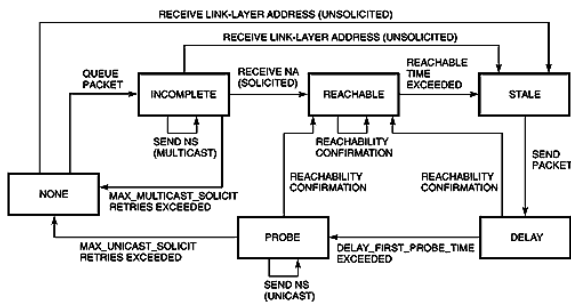 RECEIVE LINK-LAYER ADDRESS (UNSOLICITED)
RECEIVE LINK-LAYER ADDRESS (UNSOLICITED)
QUEUE
PACKET
INCOMPLETE
RECEIVE NA
(SOLICITED)
REACHABLE
REACHABLE
TIME
EXCEEDED
STALE
SEND NS
(MULTICAST)
REACHABILITY
CONFIRMATION
SEND
PACKET
NONE
MAX_MULTICAST_SOLICIT
RETRIES EXCEEDED
REACHABILITY
CONFIRMATION
REACHABILITY
CONFIRMATION
MAX_UNICAST_SOLICIT
RETRIES EXCEEDED
PROBE
DELAY_FIRST_PROBE_TIME
EXCEEDED
DELAY
SEND NS
(UNICAST)